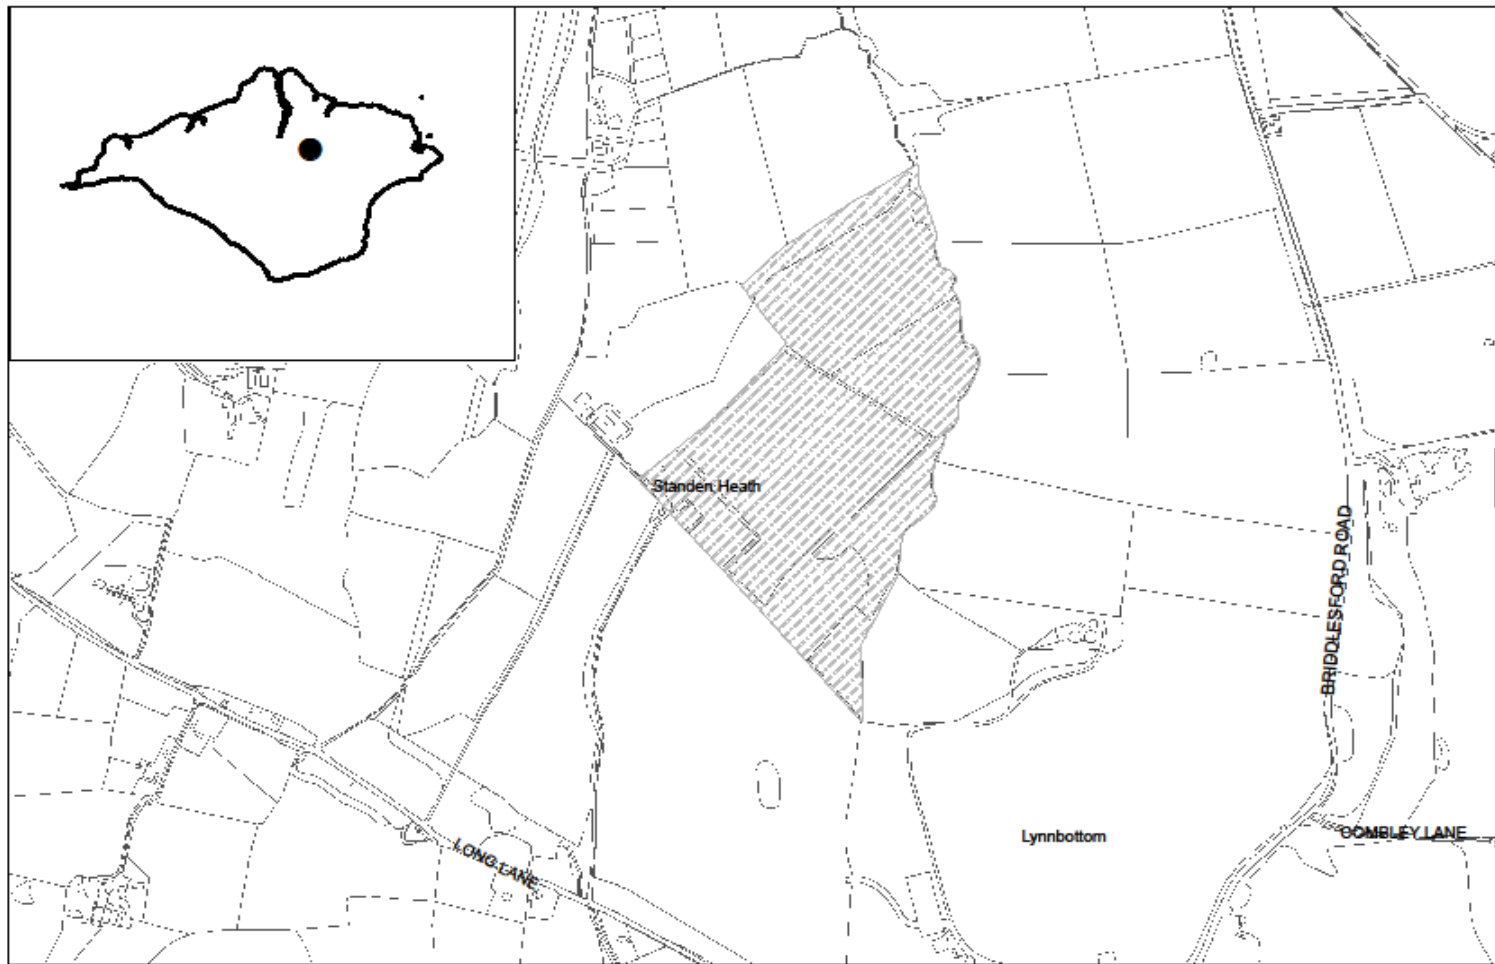 Standen Heath
BRIDDLESFORD ROAD
Lynnbottom
COMBLEY LANE
LONG LANE